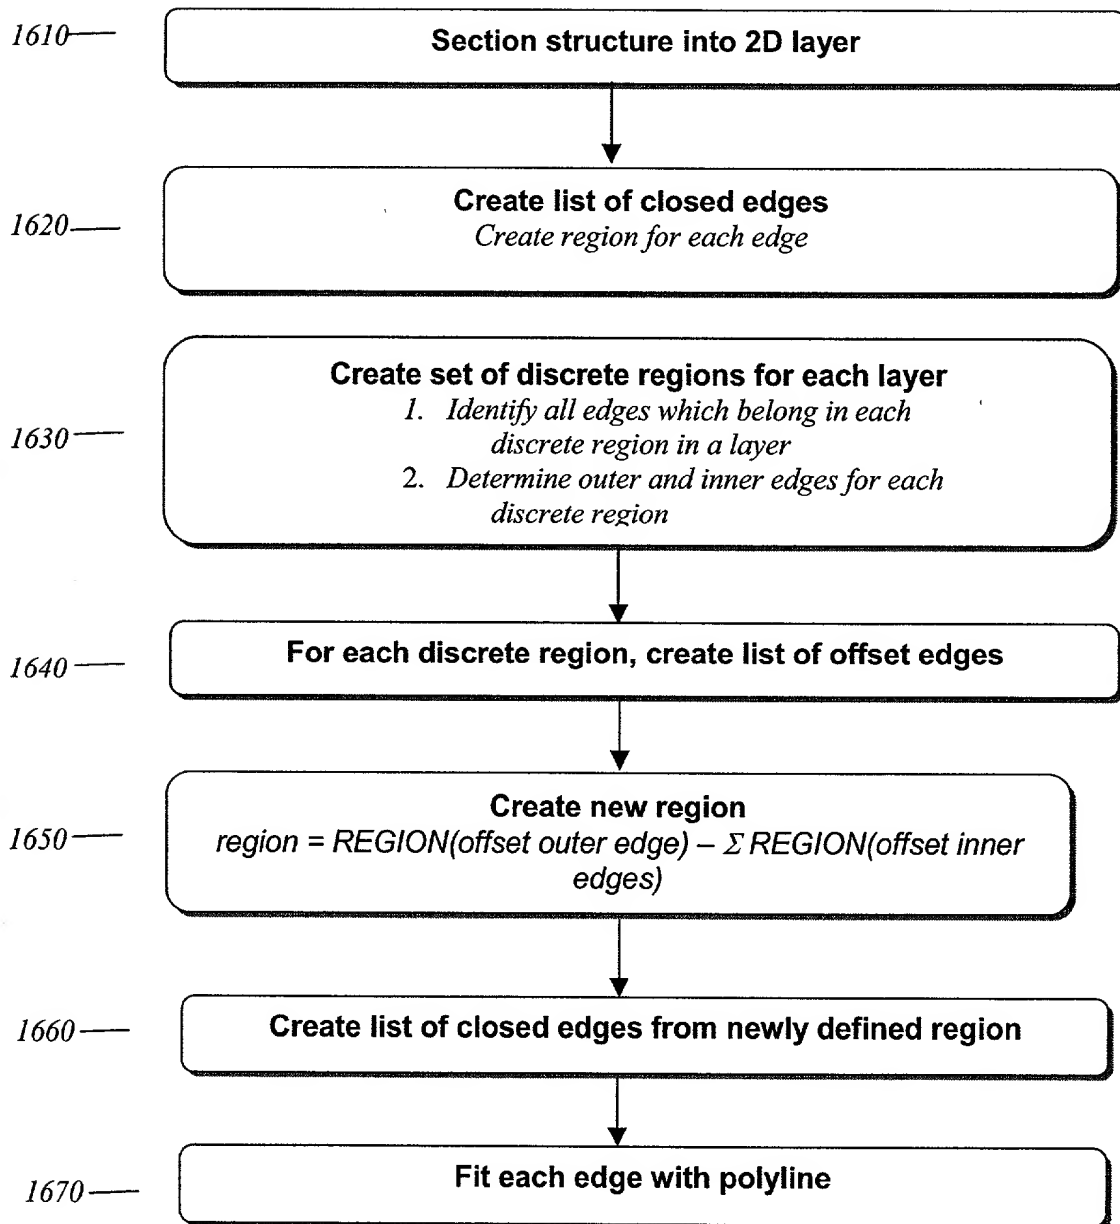 1610
Section structure into 2D layer
1620
Create list of closed edges
Create region for each edge
1630
Create set of discrete regions for each layer
1. Identify all edges which belong in each
discrete region in a layer
2. Determine outer and inner edges for each
discrete region
1640
For each discrete region, create list of offset edges
1650
Create new region
region = REGION(offset outer edge) – Σ REGION(offset inner
edges)
1660
Create list of closed edges from newly defined region
1670
Fit each edge with polyline